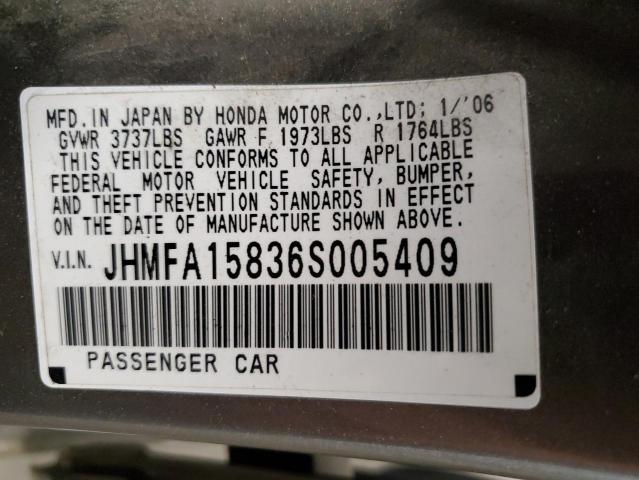 MFD. IN JAPAN BY HONDA MOTOR CO.,LTD; 1/'06
GVWR 3737LBS GAWR F 1973LBS R 1764LBS
THIS VEHICLE CONFORMS TO ALL APPLICABLE
FEDERAL MOTOR VEHICLE SAFETY, BUMPER,
AND THEFT PREVENTION STANDARDS IN EFFECT
ON THE DATE OF MANUFACTURE SHOWN ABOVE.
V.I.N. JHMFA15836S005409
PASSENGER CAR